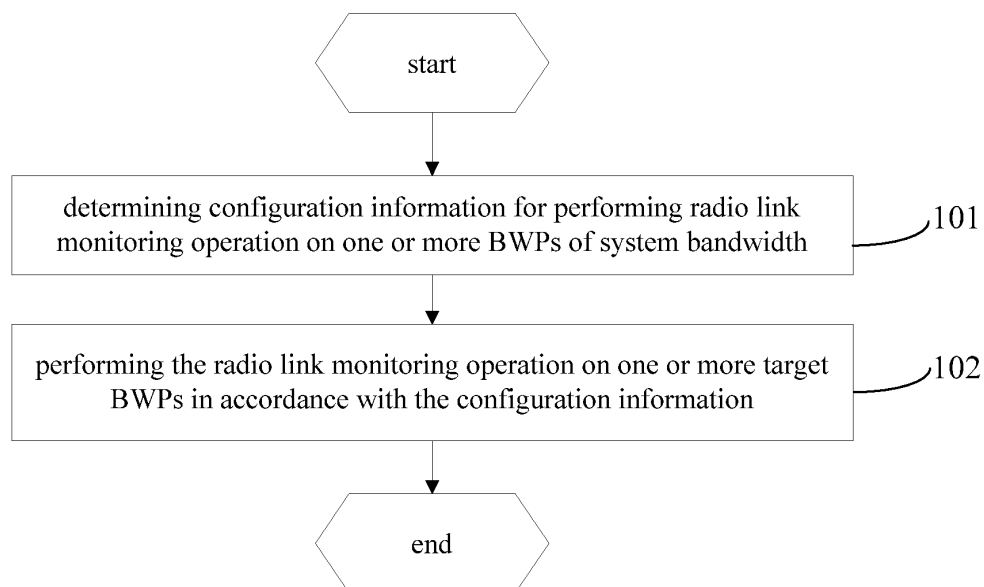 start
determining configuration information for performing radio link
monitoring operation on one or more BWPs of system bandwidth
101
performing the radio link monitoring operation on one or more target
BWPs in accordance with the configuration information
102
end